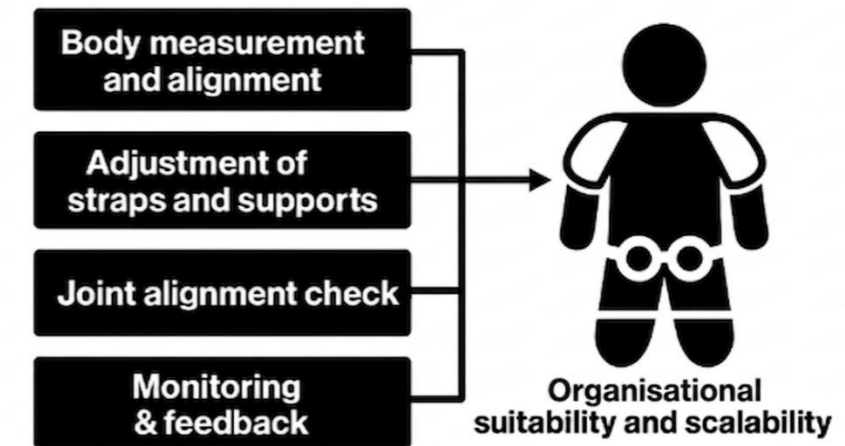 Body measurement
and alignment
Adjustment of
straps and supports
Joint alignment check
Monitoring
& feedback
Organisational
suitability and scalability